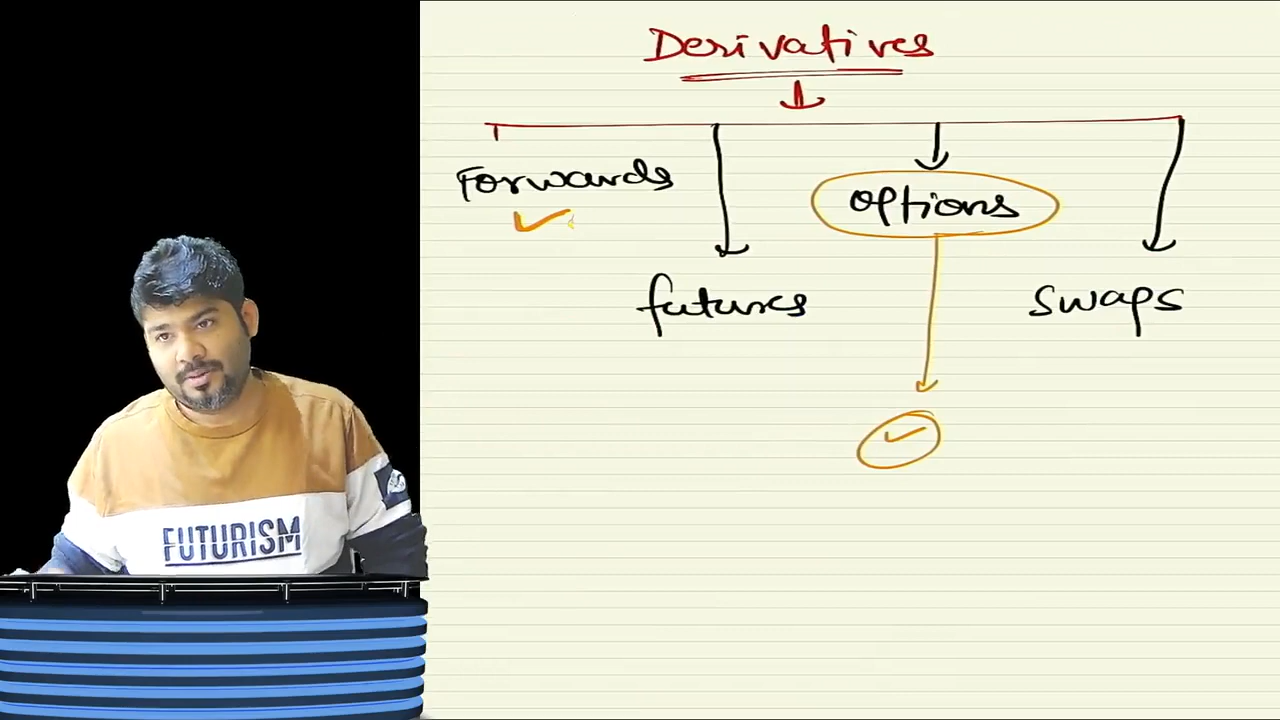 Derivatives
Forwards
options
futures
swaps
FUTURISM